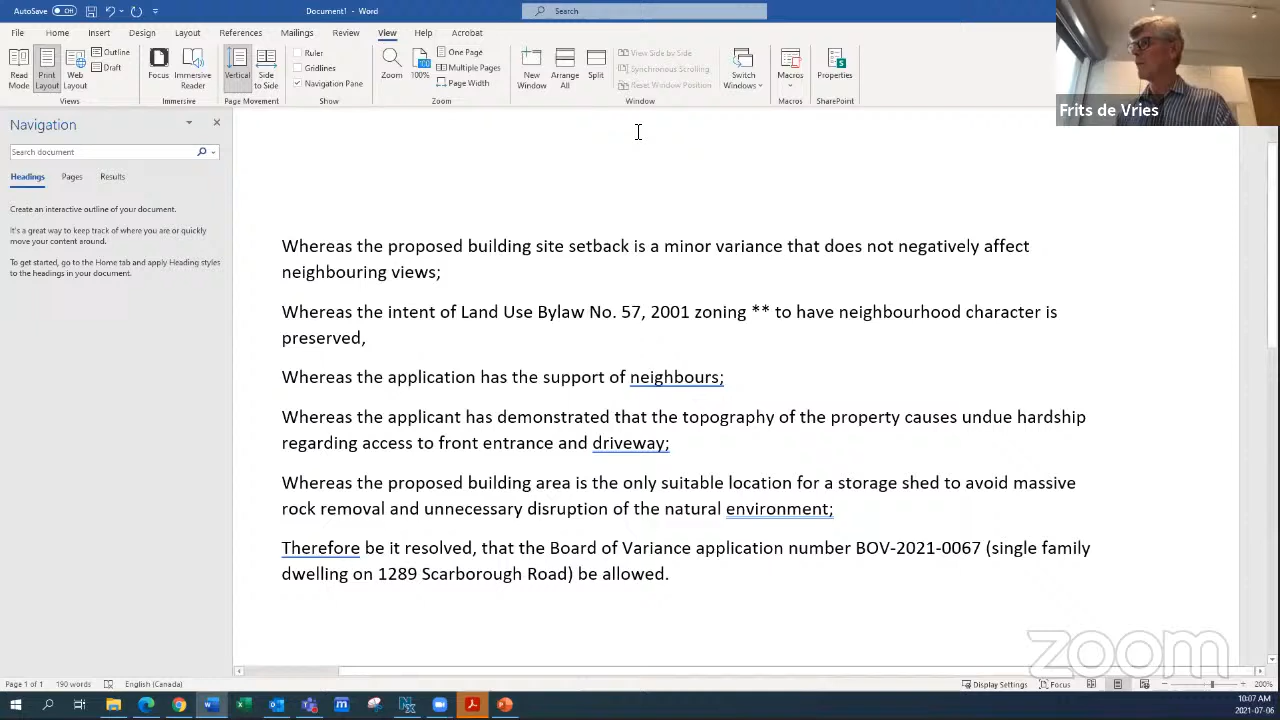 AutoSave Off Document1 - Word Search
File Home Insert Draw Design Layout References Mailings Review View Help Acrobat
Read Mode Print Layout Web Layout Outline Draft Views
Focus Immersive Reader Immersive
Vertical Side to Side Page Movement
Ruler Gridlines Navigation Pane Show
Zoom 100% One Page Multiple Pages Page Width Zoom
New Window Arrange All Split View Side by Side Synchronous Scrolling Reset Window Position Switch Windows Window
Macros Macros
Properties SharePoint
Frits de Vries
Navigation
Search document
Headings Pages Results
Create an interactive outline of your document.
It's a great way to keep track of where you are or quickly
move your content around.
To get started, go to the Home tab and apply Heading styles
to the headings in your document.
Whereas the proposed building site setback is a minor variance that does not negatively affect
neighbouring views;
Whereas the intent of Land Use Bylaw No. 57, 2001 zoning ** to have neighbourhood character is
preserved,
Whereas the application has the support of neighbours;
Whereas the applicant has demonstrated that the topography of the property causes undue hardship
regarding access to front entrance and driveway;
Whereas the proposed building area is the only suitable location for a storage shed to avoid massive
rock removal and unnecessary disruption of the natural environment;
Therefore be it resolved, that the Board of Variance application number BOV-2021-0067 (single family
dwelling on 1289 Scarborough Road) be allowed.
zoom
Page 1 of 1 190 words English (Canada) Display Settings Focus 200%
10:07 AM
2021-07-06